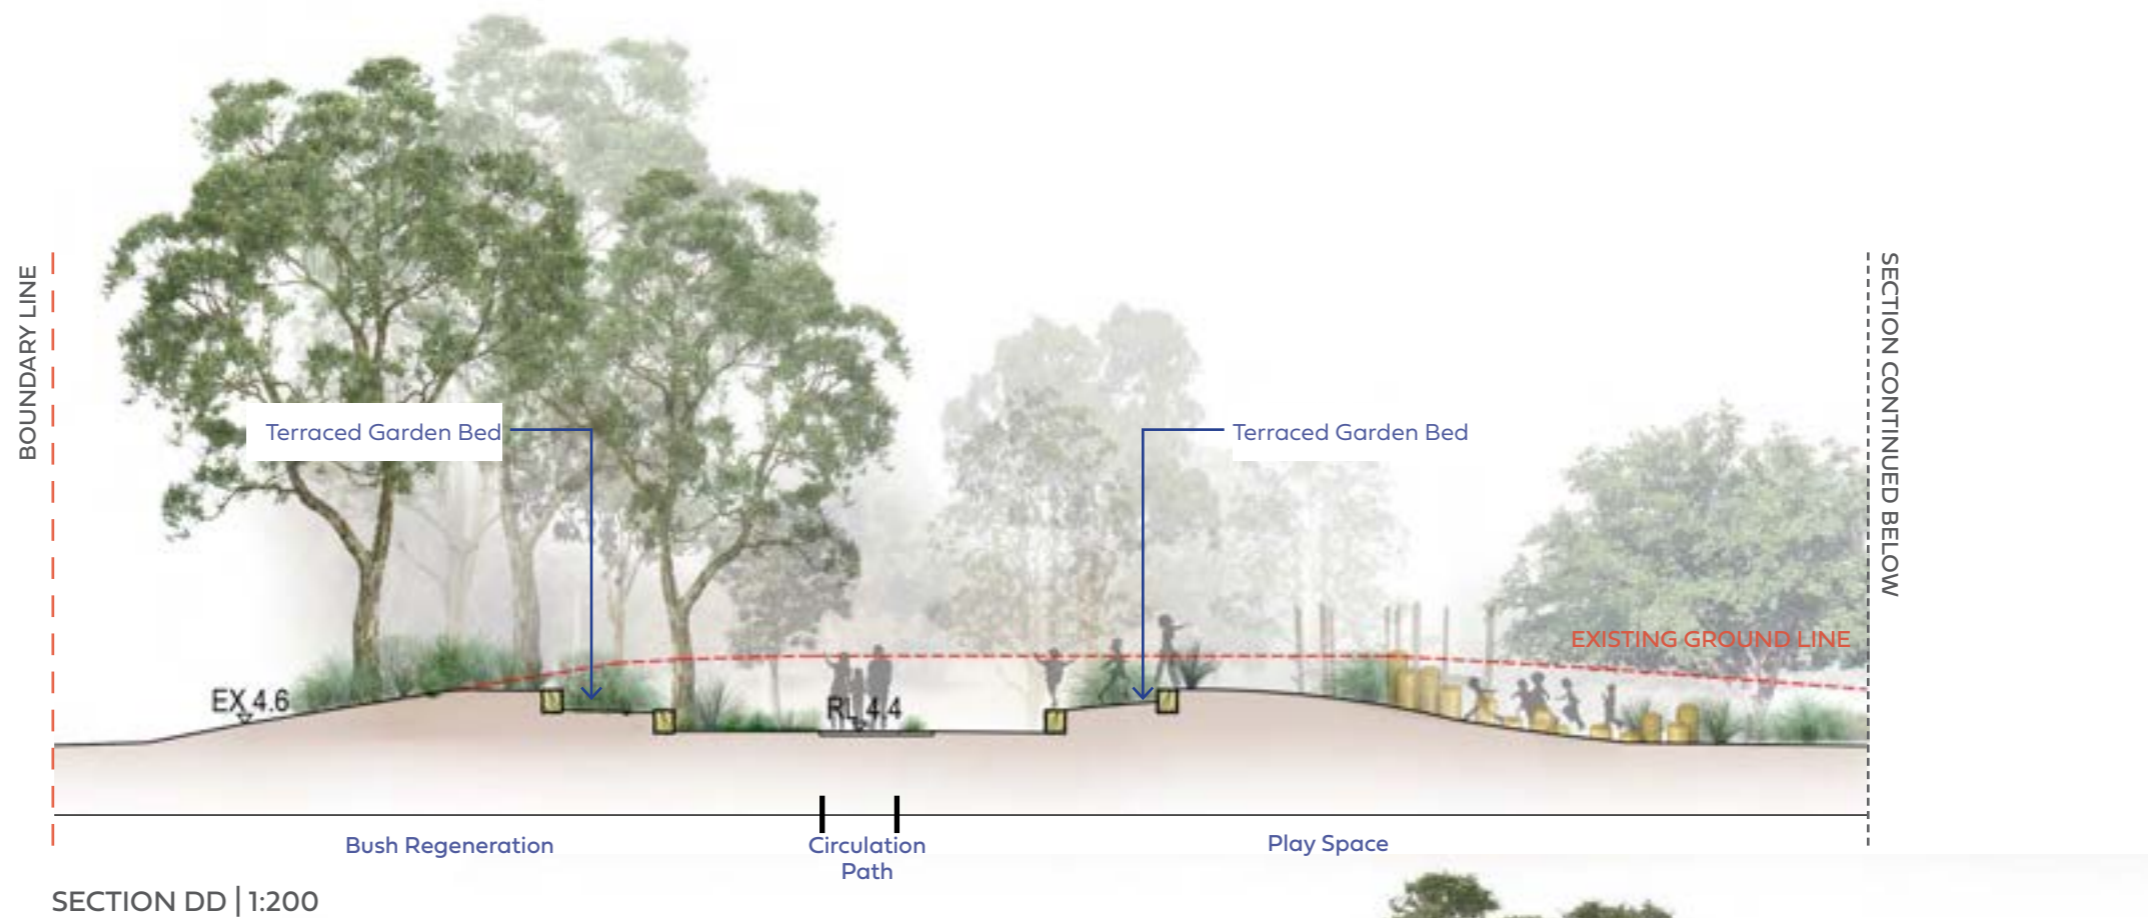 BOUNDARY LINE
Terraced Garden Bed
Terraced Garden Bed
SECTION CONTINUED BELOW
EXISTING GROUND LINE
EX 4.6
RL 4.4
Bush Regeneration
Circulation
Path
Play Space
SECTION DD | 1:200